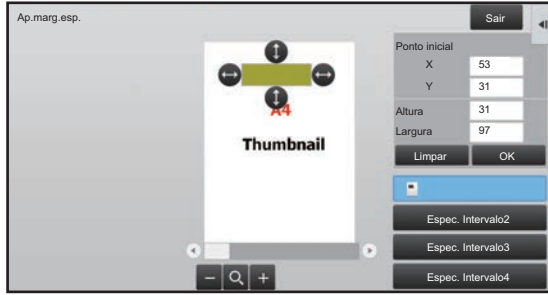 Ap.marg.esp.
Sair
Ponto inicial
X 53
Y 31
Altura 31
Largura 97
Limpar OK
A4
Thumbnail
Espec. Intervalo2
Espec. Intervalo3
Espec. Intervalo4